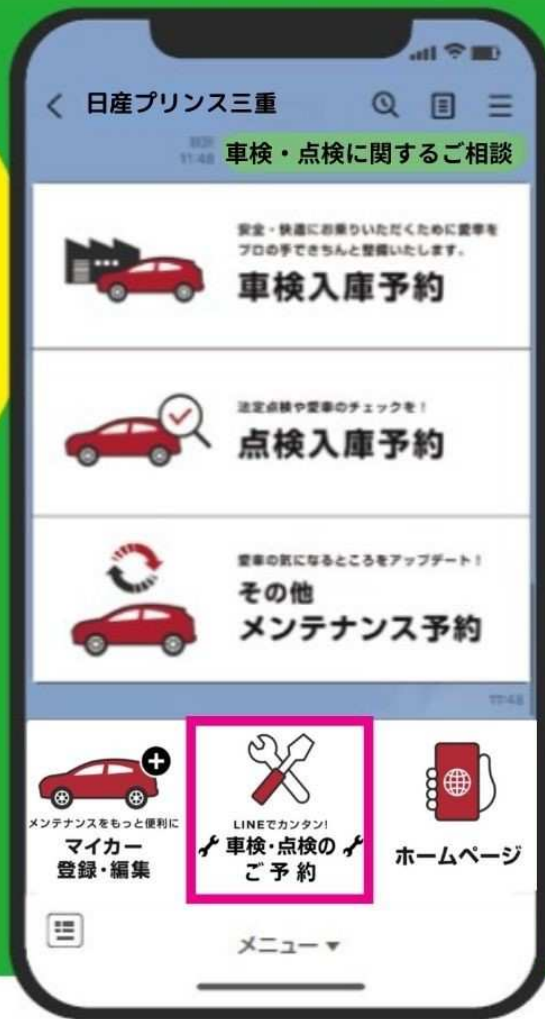 日産プリンス三重
11:48
車検・点検に関するご相談
安全・快適にお乗りいただくために愛車を
プロの手できちんと整備いたします。
車検入庫予約
法定点検や愛車のチェックを！
点検入庫予約
愛車の気になるところをアップデート！
その他
メンテナンス予約
11:48
メンテナンスをもっと便利に
マイカー
登録・編集
LINEでカンタン!
車検・点検の
ご予約
ホームページ
メニュー▼